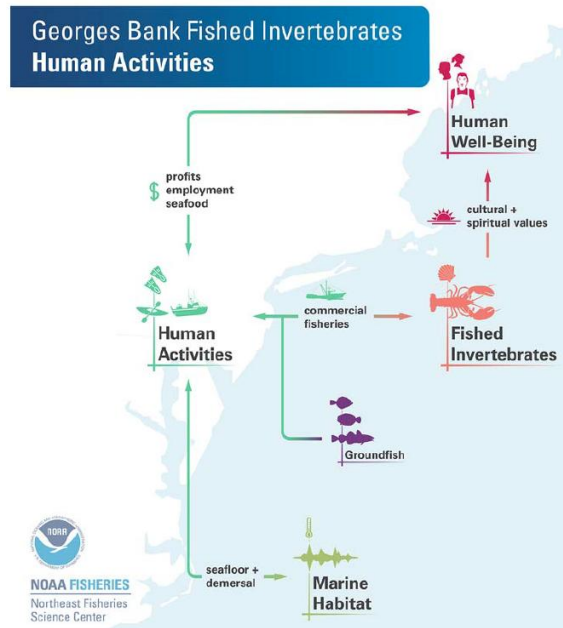 Georges Bank Fished Invertebrates
Human Activities
Human
Well-Being
$ profits
employment
seafood
cultural +
spiritual values
commercial
fisheries
Human
Activities
Fished
Invertebrates
Groundfish
seafloor +
demersal
Marine
Habitat
NOAA
NOAA FISHERIES
Northeast Fisheries
Science Center